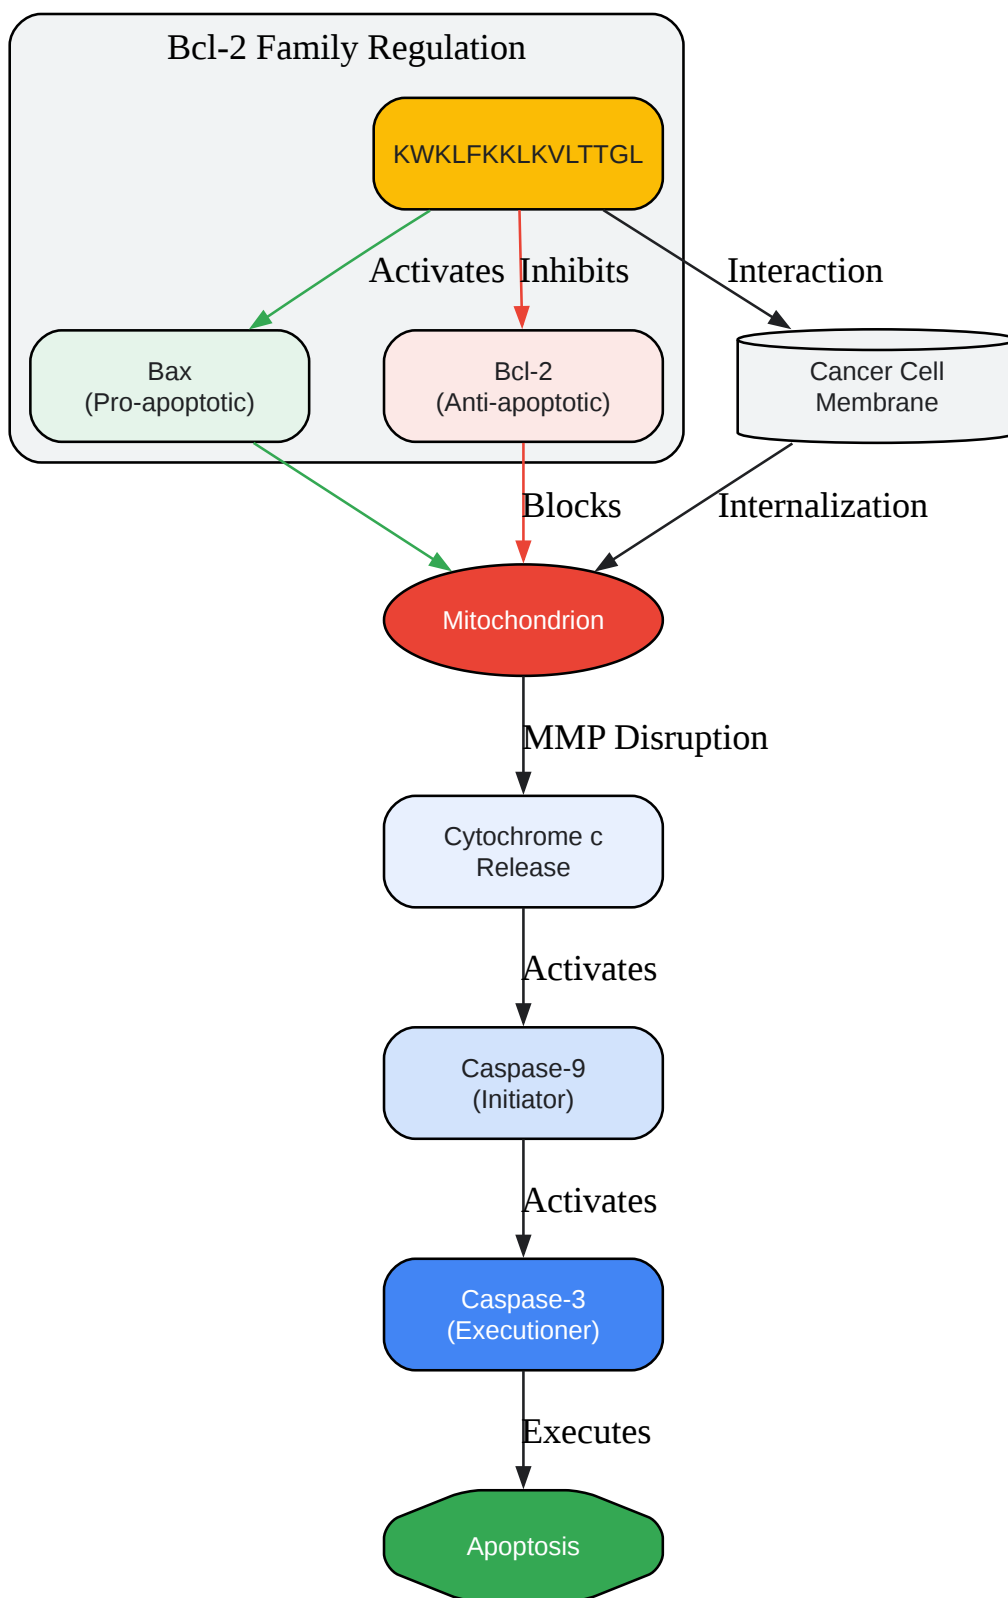 Bcl-2 Family Regulation
KWKLFKKLKVLTTGL
Activates
Inhibits
Interaction
Bax
(Pro-apoptotic)
Bcl-2
(Anti-apoptotic)
Cancer Cell
Membrane
Blocks
Internalization
Mitochondrion
MMP Disruption
Cytochrome c
Release
Activates
Caspase-9
(Initiator)
Activates
Caspase-3
(Executioner)
Executes
Apoptosis